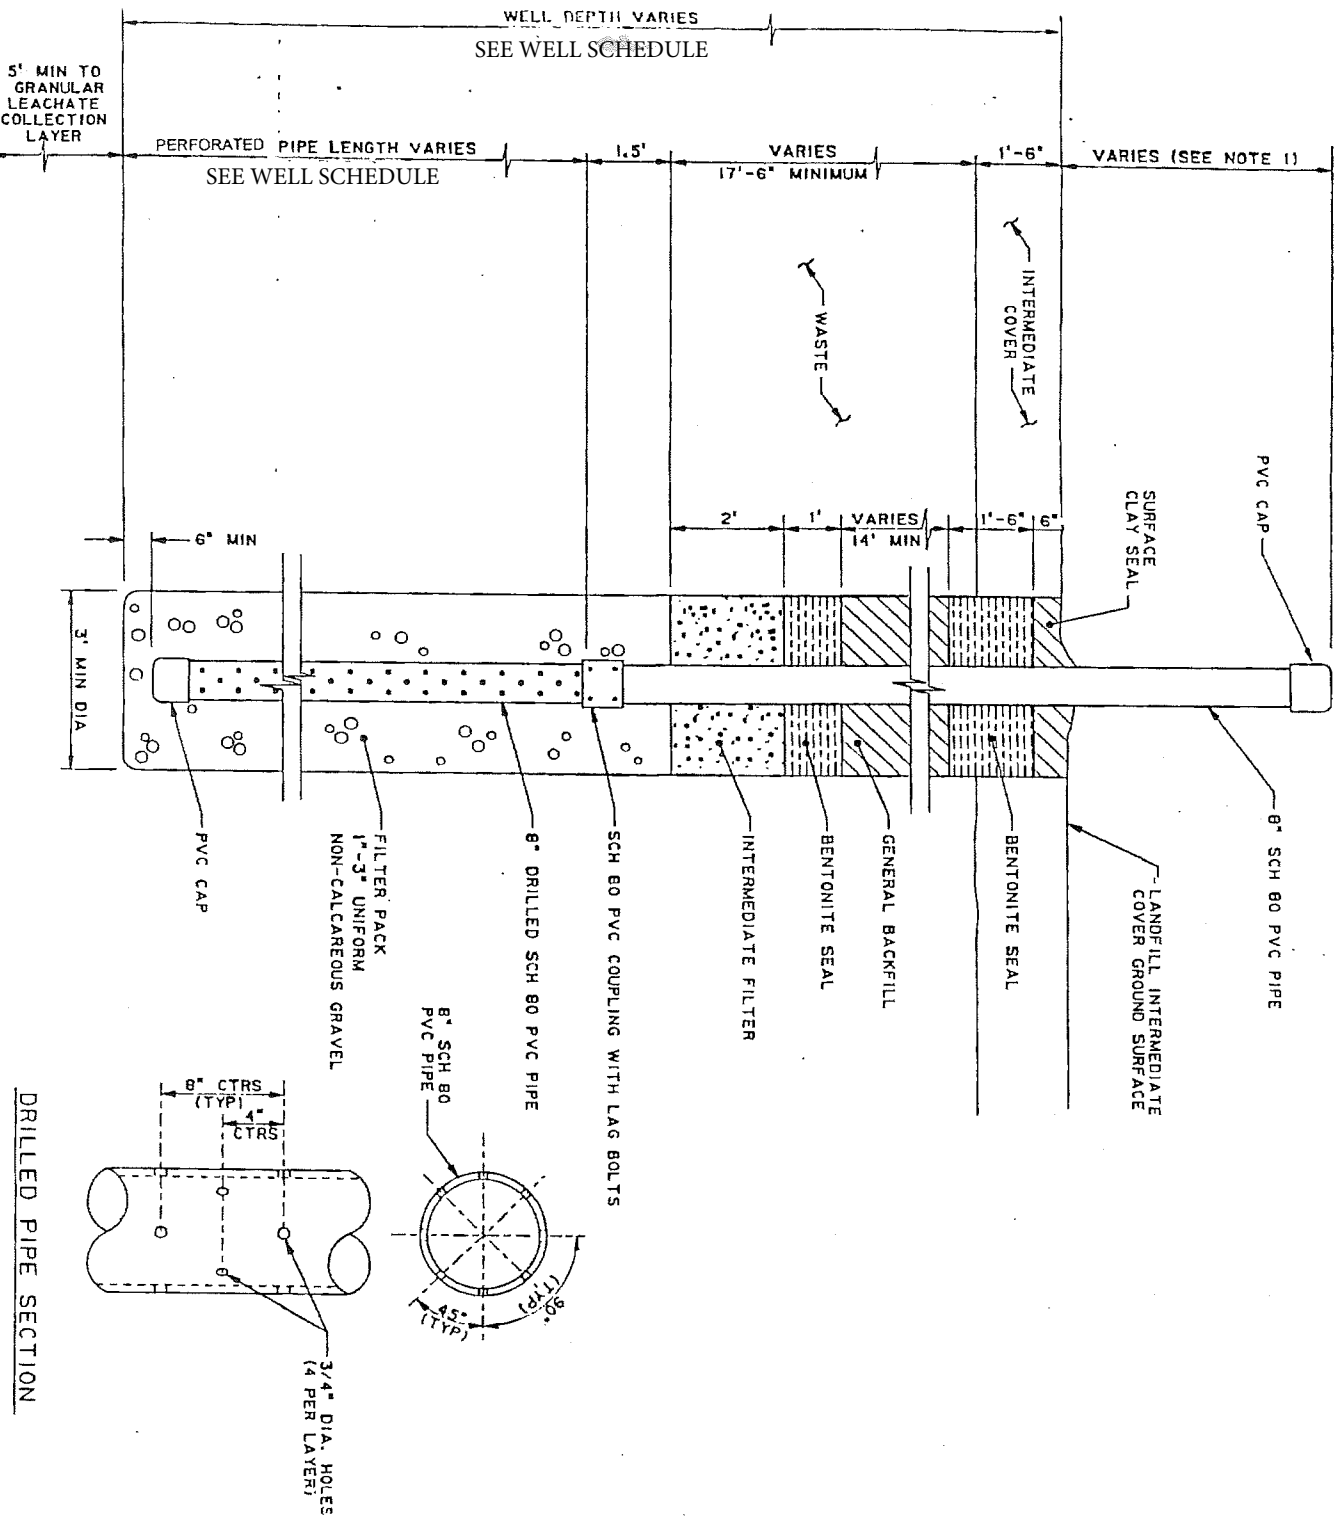 WELL DEPTH VARIES
SEE WELL SCHEDULE
5' MIN TO
GRANULAR
LEACHATE
COLLECTION
LAYER
PERFORATED PIPE LENGTH VARIES
SEE WELL SCHEDULE
1.5'
VARIES
17'-6" MINIMUM
1'-6"
VARIES (SEE NOTE 1)
INTERMEDIATE
COVER
WASTE
PVC CAP
SURFACE
CLAY SEAL
6" MIN
2'
1'
VARIES
14' MIN
1'-6"
6"
3' MIN DIA
8" SCH 80 PVC PIPE
LANDFILL INTERMEDIATE
COVER GROUND SURFACE
BENTONITE SEAL
GENERAL BACKFILL
BENTONITE SEAL
INTERMEDIATE FILTER
SCH 80 PVC COUPLING WITH LAG BOLTS
8" DRILLED SCH 80 PVC PIPE
FILTER PACK
1"-3" UNIFORM
NON-CALCAREOUS GRAVEL
PVC CAP
8" SCH 80
PVC PIPE
90°
(TYP)
45°
(TYP)
8" CTRS
(TYP)
4"
CTRS
3/4" DIA. HOLES
(4 PER LAYER)
DRILLED PIPE SECTION